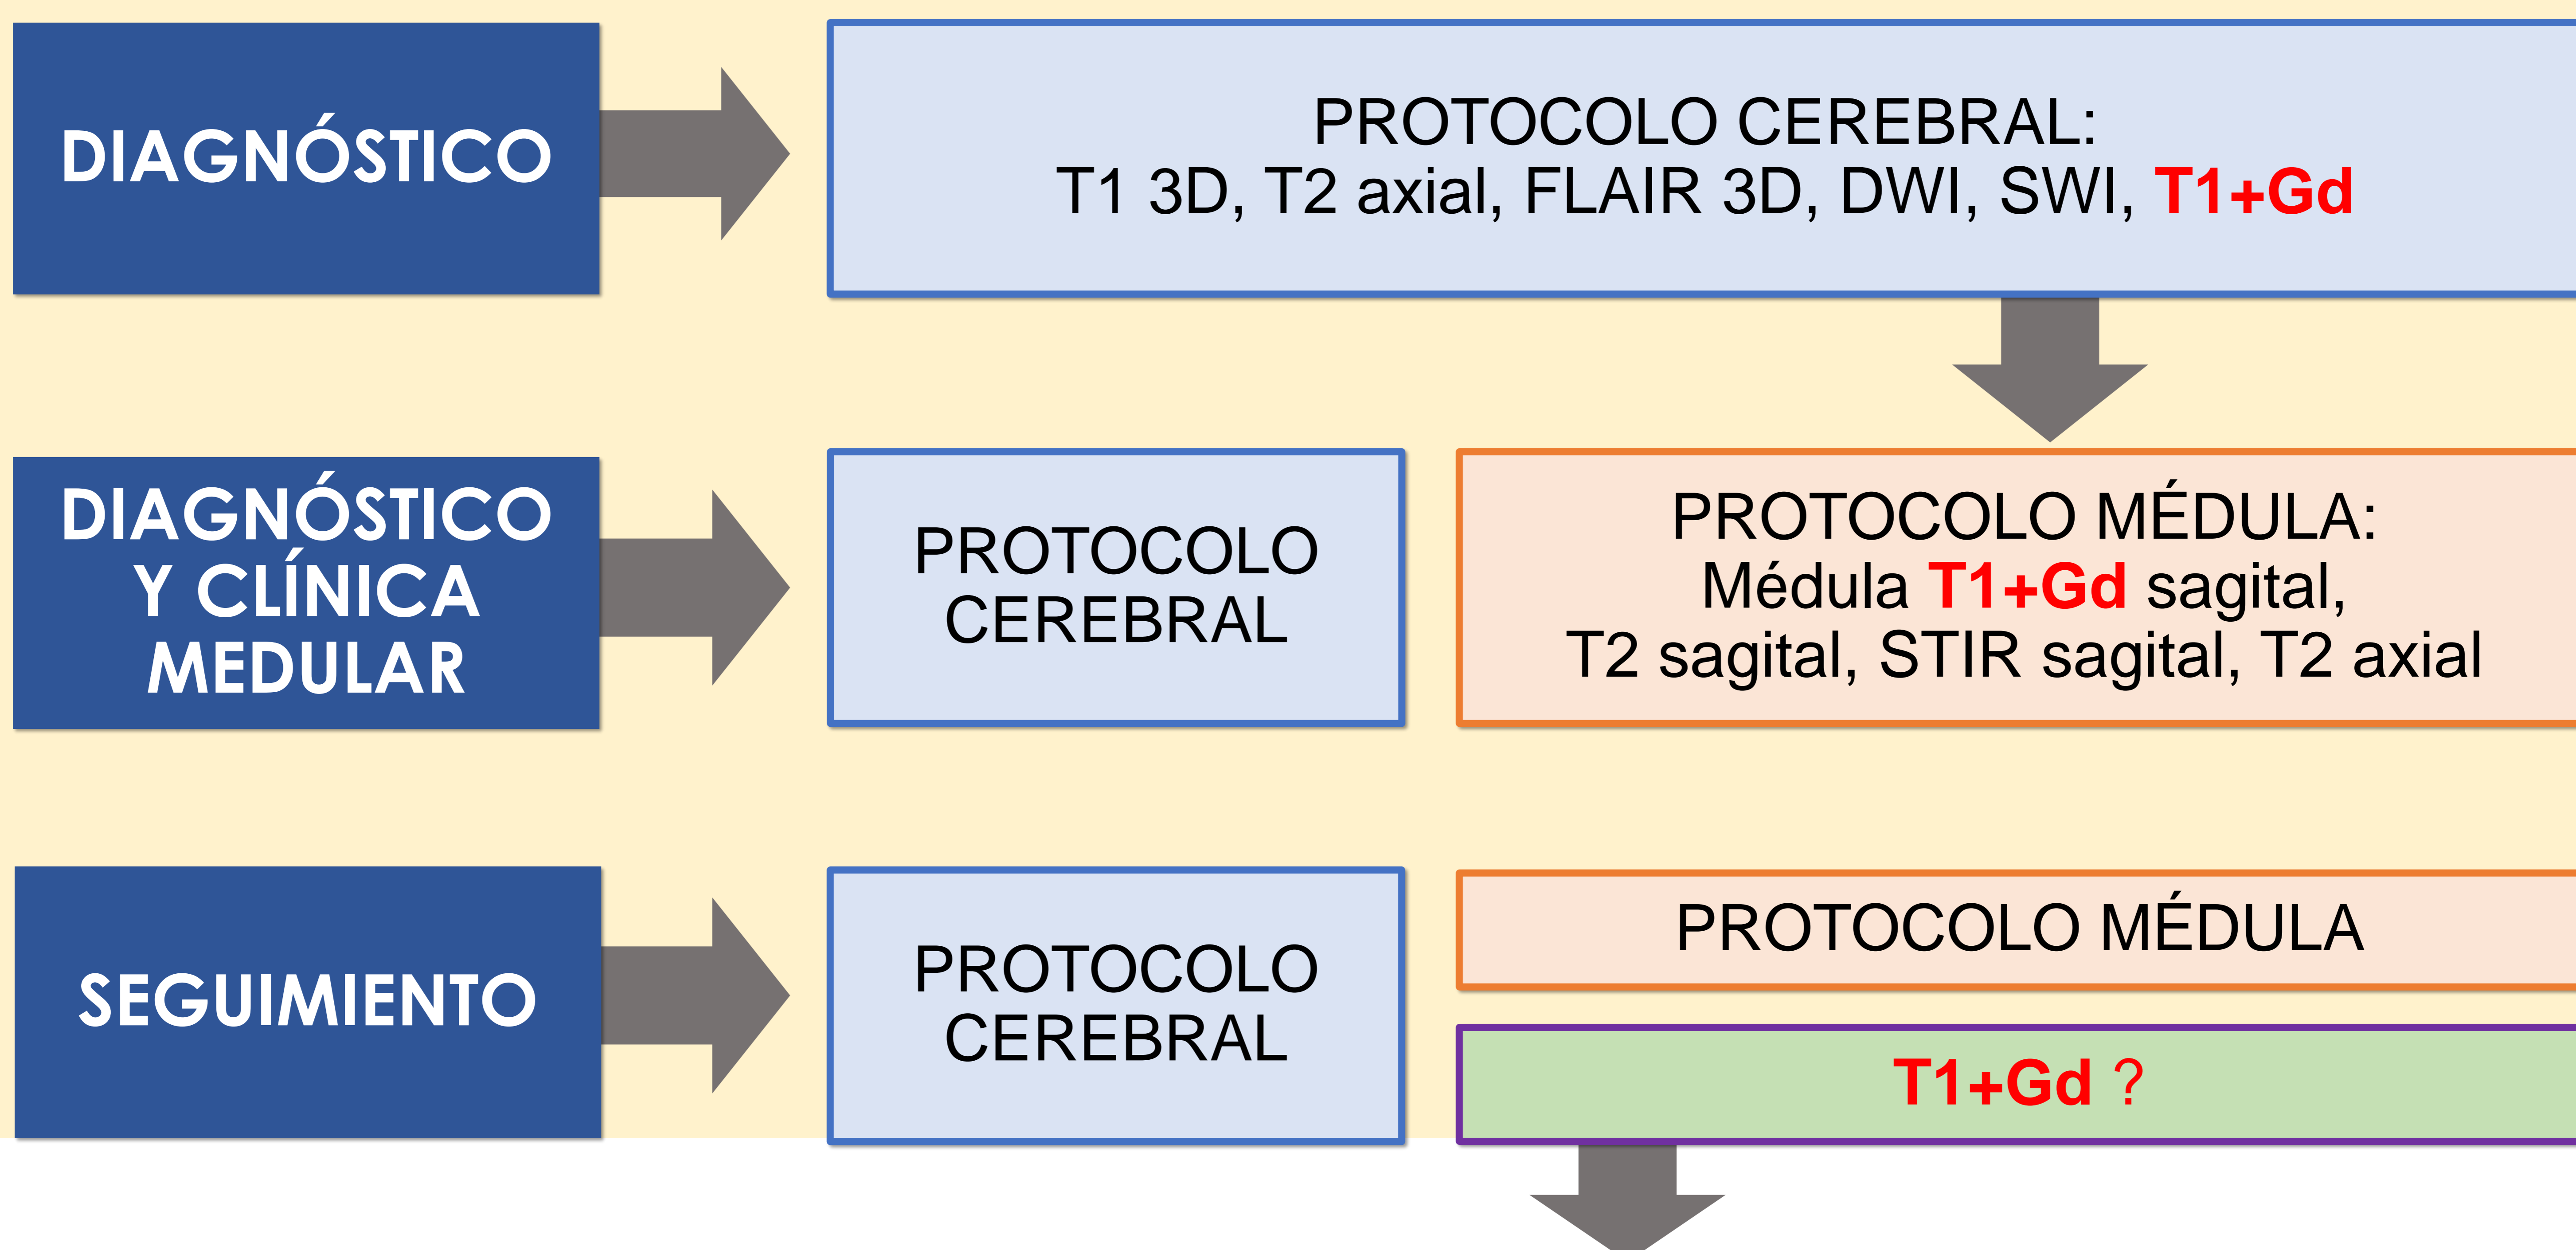 DIAGNÓSTICO
PROTOCOLO CEREBRAL:
T1 3D, T2 axial, FLAIR 3D, DWI, SWI, T1+Gd
DIAGNÓSTICO
Y CLÍNICA
MEDULAR
PROTOCOLO
CEREBRAL
PROTOCOLO MÉDULA:
Médula T1+Gd sagital,
T2 sagital, STIR sagital, T2 axial
SEGUIMIENTO
PROTOCOLO
CEREBRAL
PROTOCOLO MÉDULA
T1+Gd ?